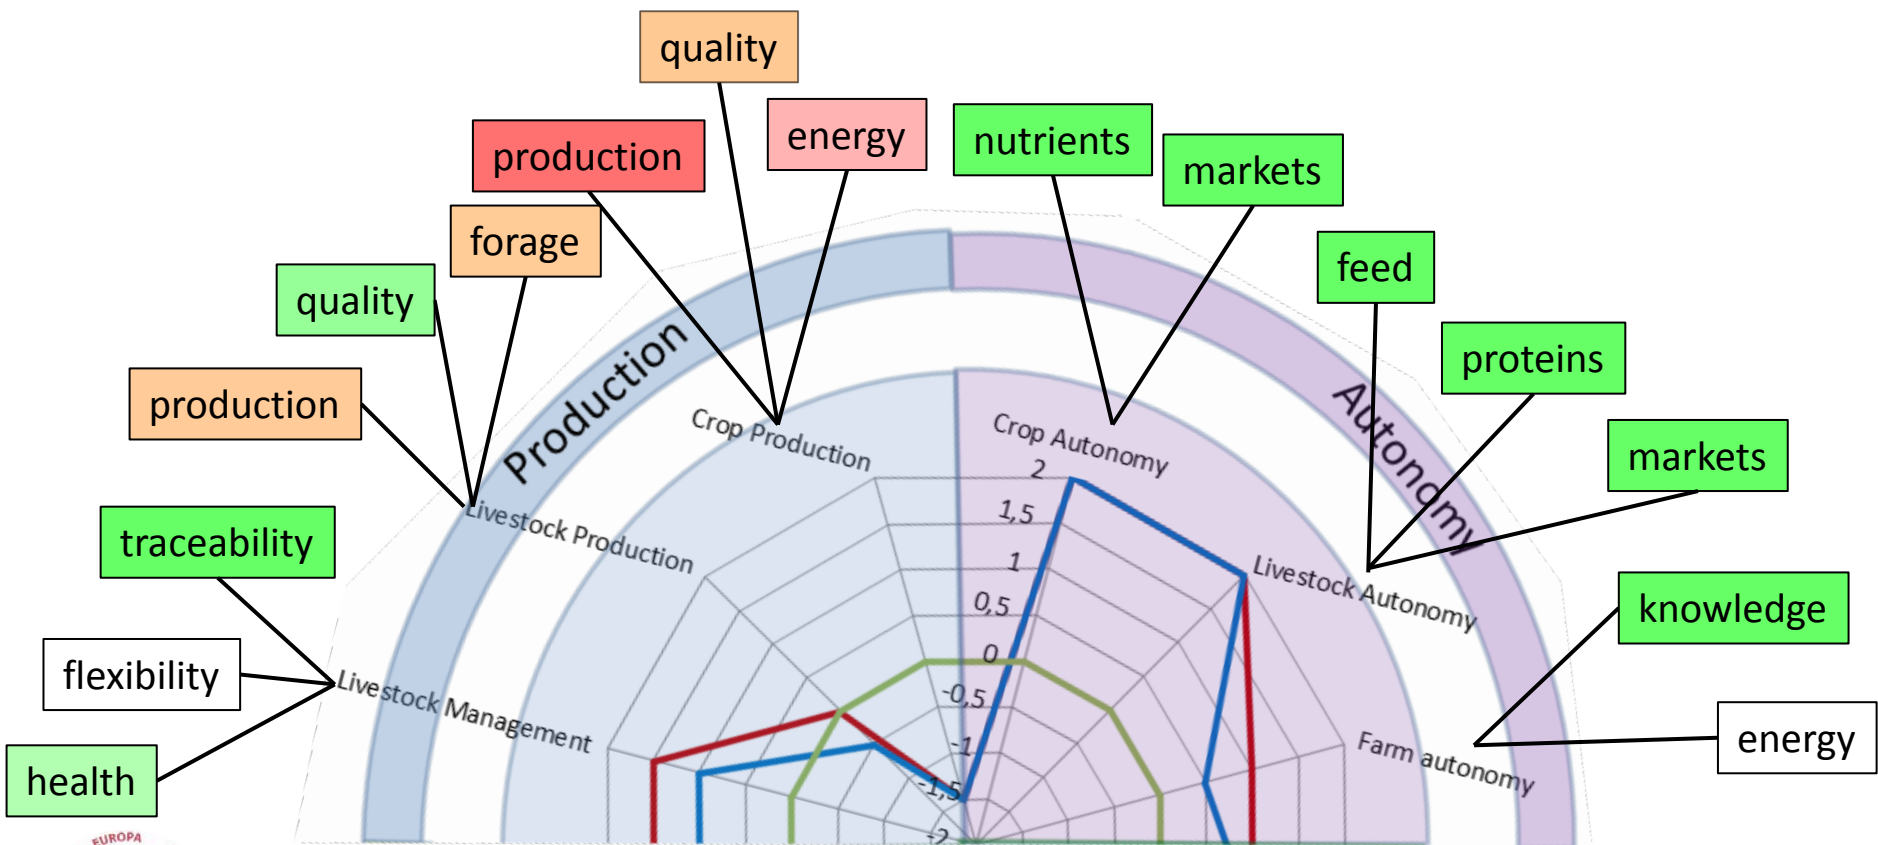 quality
production
energy
nutrients
markets
forage
feed
quality
proteins
production
markets
Production
Autonomy
Crop Production
Crop Autonomy
Livestock Production
Livestock Autonomy
traceability
flexibility
health
Livestock Management
knowledge
energy
Farm autonomy
2
1,5
1
0,5
0
-0,5
-1
-1,5
-2
EUROPA